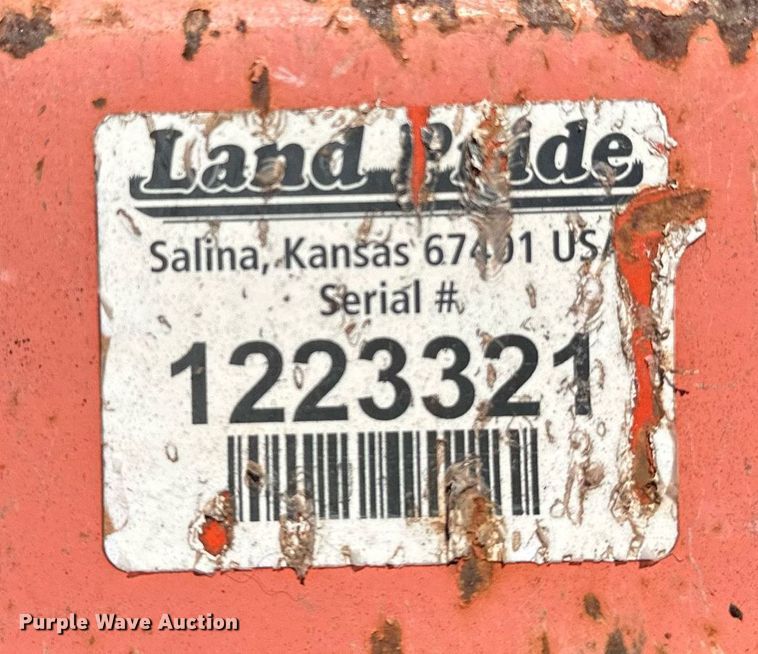 Land Pride
Salina, Kansas 67401 USA
Serial #
1223321
Purple Wave Auction